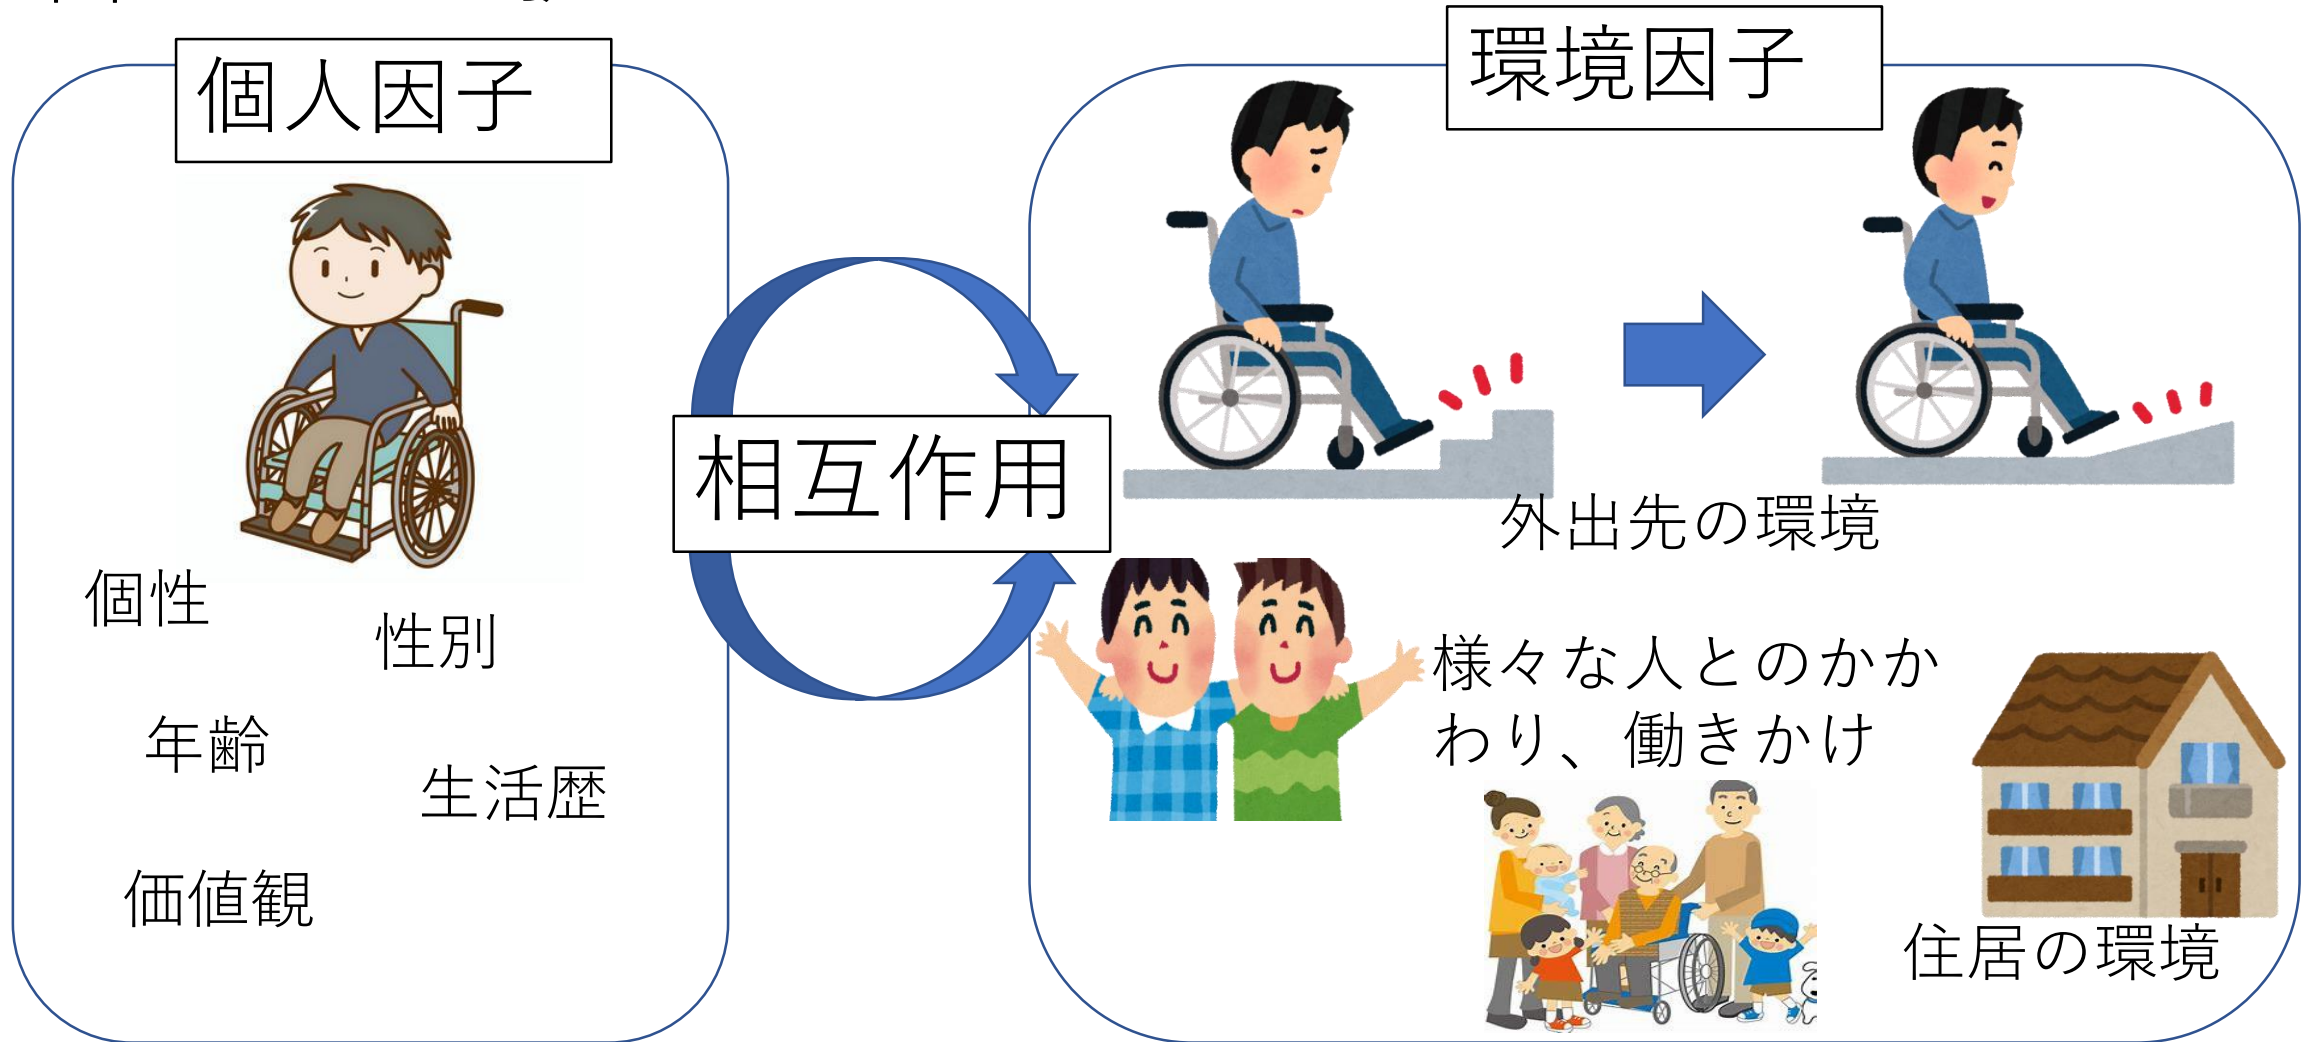 個人因子
環境因子
相互作用
外出先の環境
個性
性別
様々な人とのかか
わり、働きかけ
年齢
生活歴
価値観
住居の環境